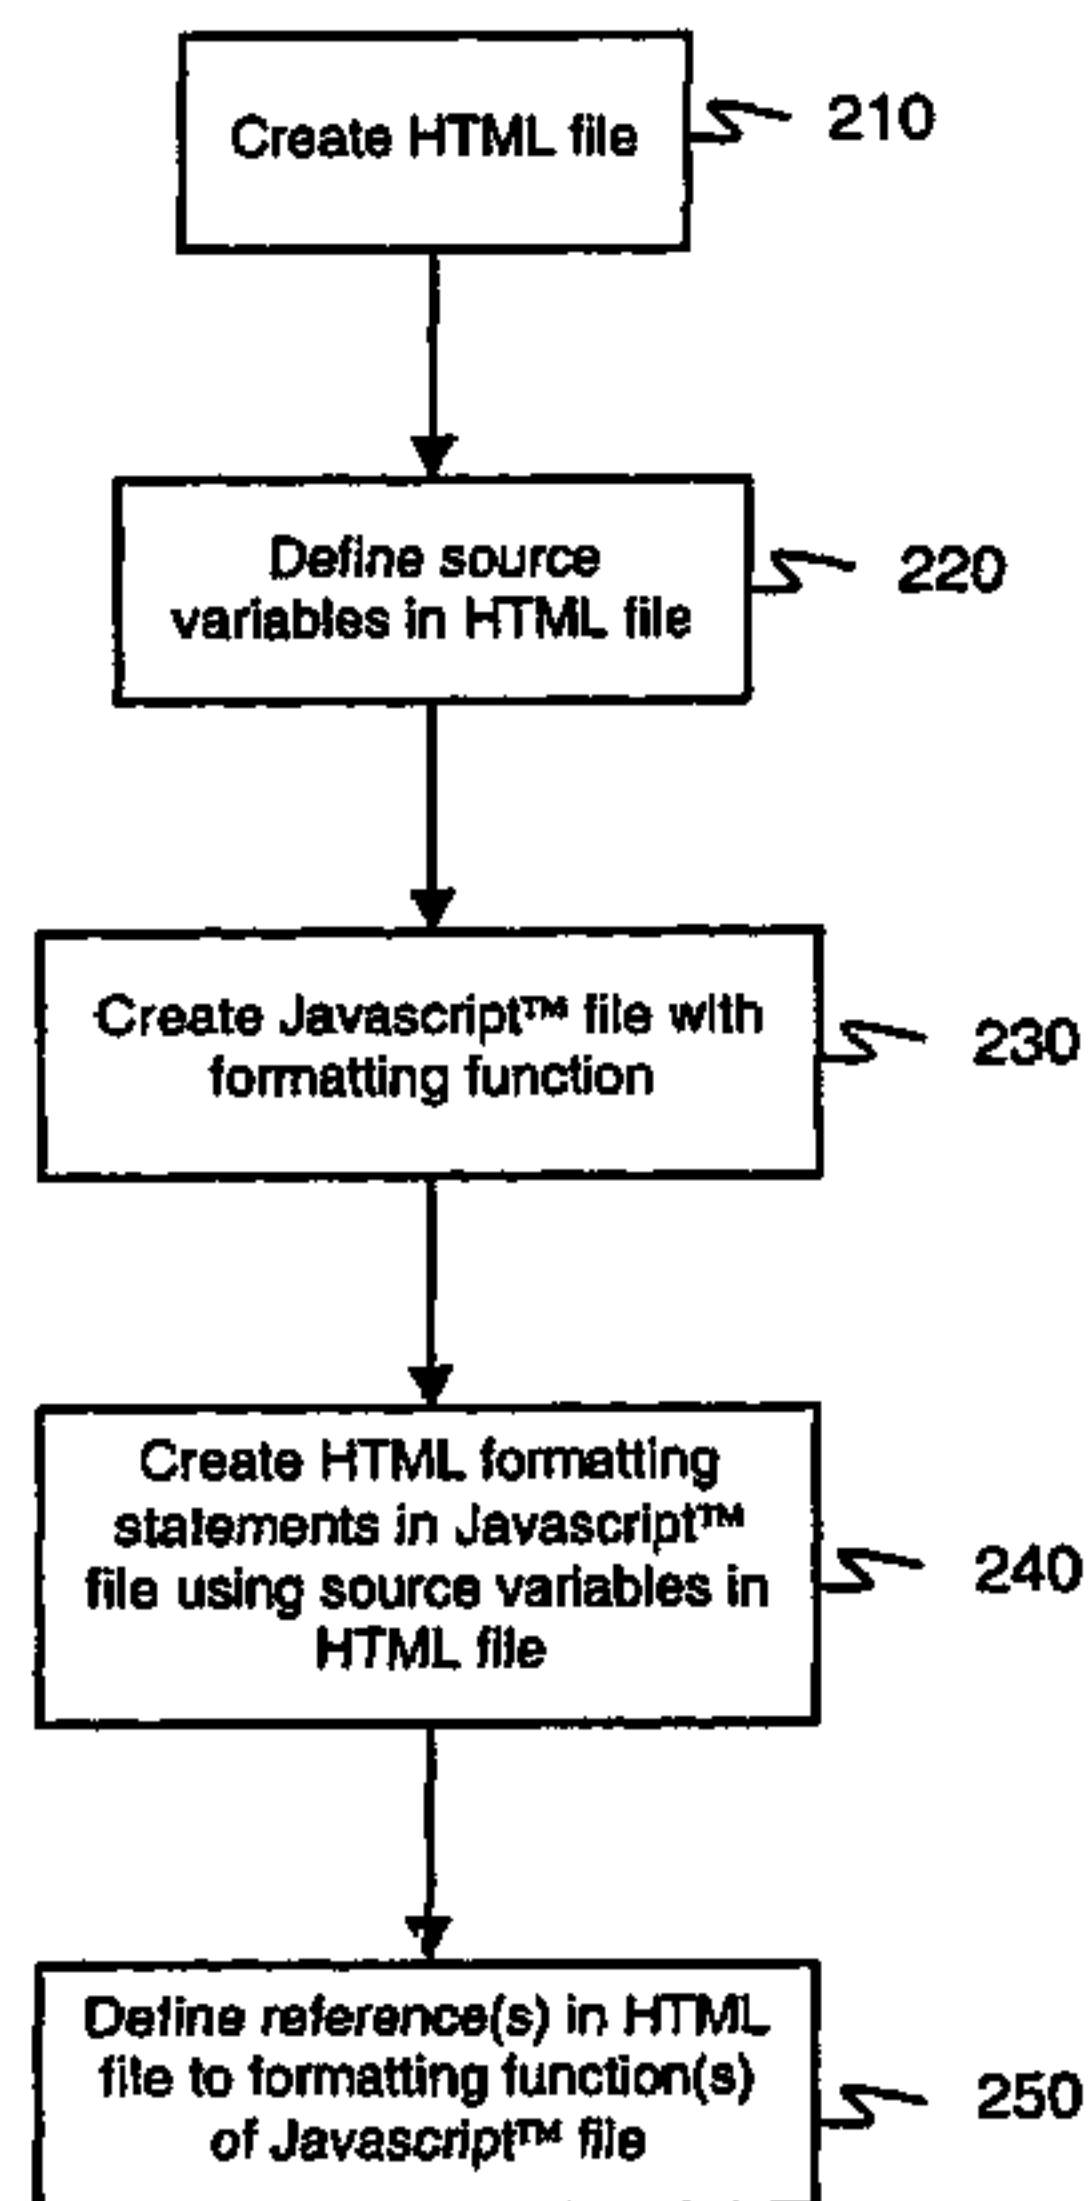 Create HTML file
210
Define source
variables in HTML file
220
Create Javascript™ file with
formatting function
230
Create HTML formatting
statements in Javascript™
file using source variables in
HTML file
240
Define reference(s) in HTML
file to formatting function(s)
of Javascript™ file
250